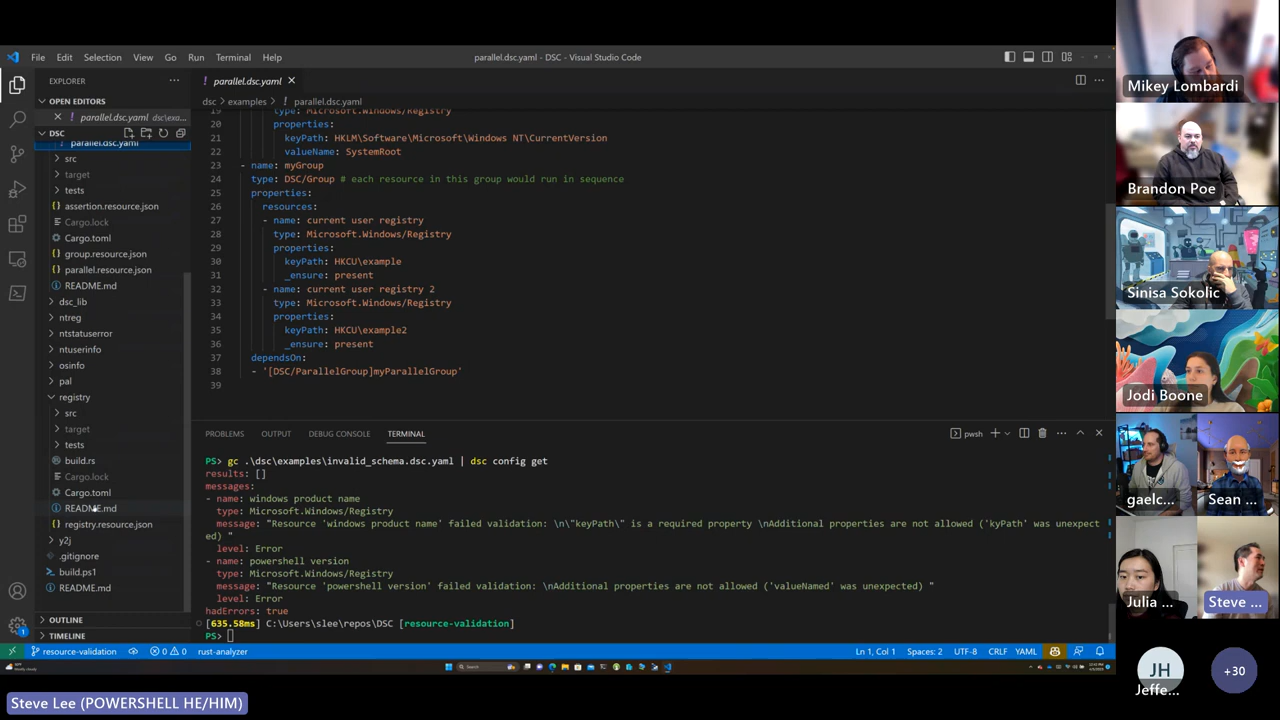 File Edit Selection View Go Run Terminal Help
parallel.dsc.yaml - DSC - Visual Studio Code
EXPLORER
OPEN EDITORS
parallel.dsc.yaml dsc\exa...
DSC
parallel.dsc.yaml
src
target
tests
assertion.resource.json
Cargo.lock
Cargo.toml
group.resource.json
parallel.resource.json
README.md
dsc_lib
ntreg
ntstatuserror
ntuserinfo
osinfo
pal
registry
src
target
tests
build.rs
Cargo.lock
Cargo.toml
README.md
registry.resource.json
y2j
.gitignore
build.ps1
README.md
OUTLINE
TIMELINE
parallel.dsc.yaml
dsc > examples > parallel.dsc.yaml
19 type: Microsoft.Windows/Registry
20 properties:
21 keyPath: HKLM\Software\Microsoft\Windows NT\CurrentVersion
22 valueName: SystemRoot
23 - name: myGroup
24 type: DSC/Group # each resource in this group would run in sequence
25 properties:
26 resources:
27 - name: current user registry
28 type: Microsoft.Windows/Registry
29 properties:
30 keyPath: HKCU\example
31 _ensure: present
32 - name: current user registry 2
33 type: Microsoft.Windows/Registry
34 properties:
35 keyPath: HKCU\example2
36 _ensure: present
37 dependsOn:
38 - '[DSC/ParallelGroup]myParallelGroup'
39
PROBLEMS OUTPUT DEBUG CONSOLE TERMINAL
pwsh
PS> gc .\dsc\examples\invalid_schema.dsc.yaml | dsc config get
results: []
messages:
- name: windows product name
type: Microsoft.Windows/Registry
message: "Resource 'windows product name' failed validation: \n\"keyPath\" is a required property \nAdditional properties are not allowed ('kyPath' was unexpect
ed) "
level: Error
- name: powershell version
type: Microsoft.Windows/Registry
message: "Resource 'powershell version' failed validation: \nAdditional properties are not allowed ('valueNamed' was unexpected) "
level: Error
hadErrors: true
[635.58ms] C:\Users\slee\repos\DSC [resource-validation]
PS>
resource-validation 0 0 rust-analyzer
Ln 1, Col 1 Spaces: 2 UTF-8 CRLF YAML
Search
Mikey Lombardi
Brandon Poe
Sinisa Sokolic
Jodi Boone
gaelc...
Sean ...
Julia ...
Steve ...
JH
Jeffe...
+30
Steve Lee (POWERSHELL HE/HIM)